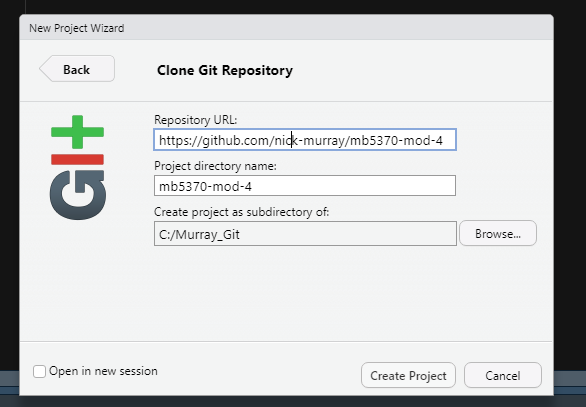 New Project Wizard
Back
Clone Git Repository
Git
Repository URL:
https://github.com/nick-murray/mb5370-mod-4
Project directory name:
mb5370-mod-4
Create project as subdirectory of:
C:/Murray_Git
Browse...
Open in new session
Create Project
Cancel